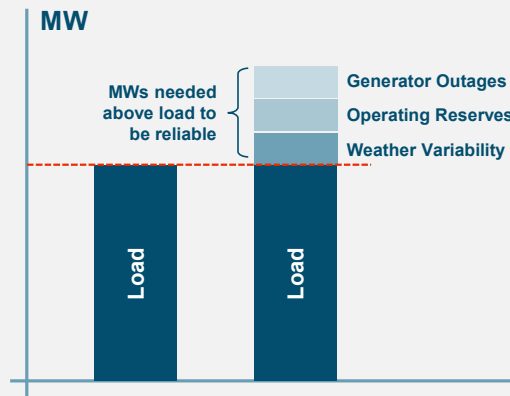 MW
MWs needed
above load to
be reliable
Generator Outages
Operating Reserves
Weather Variability
Load
Load